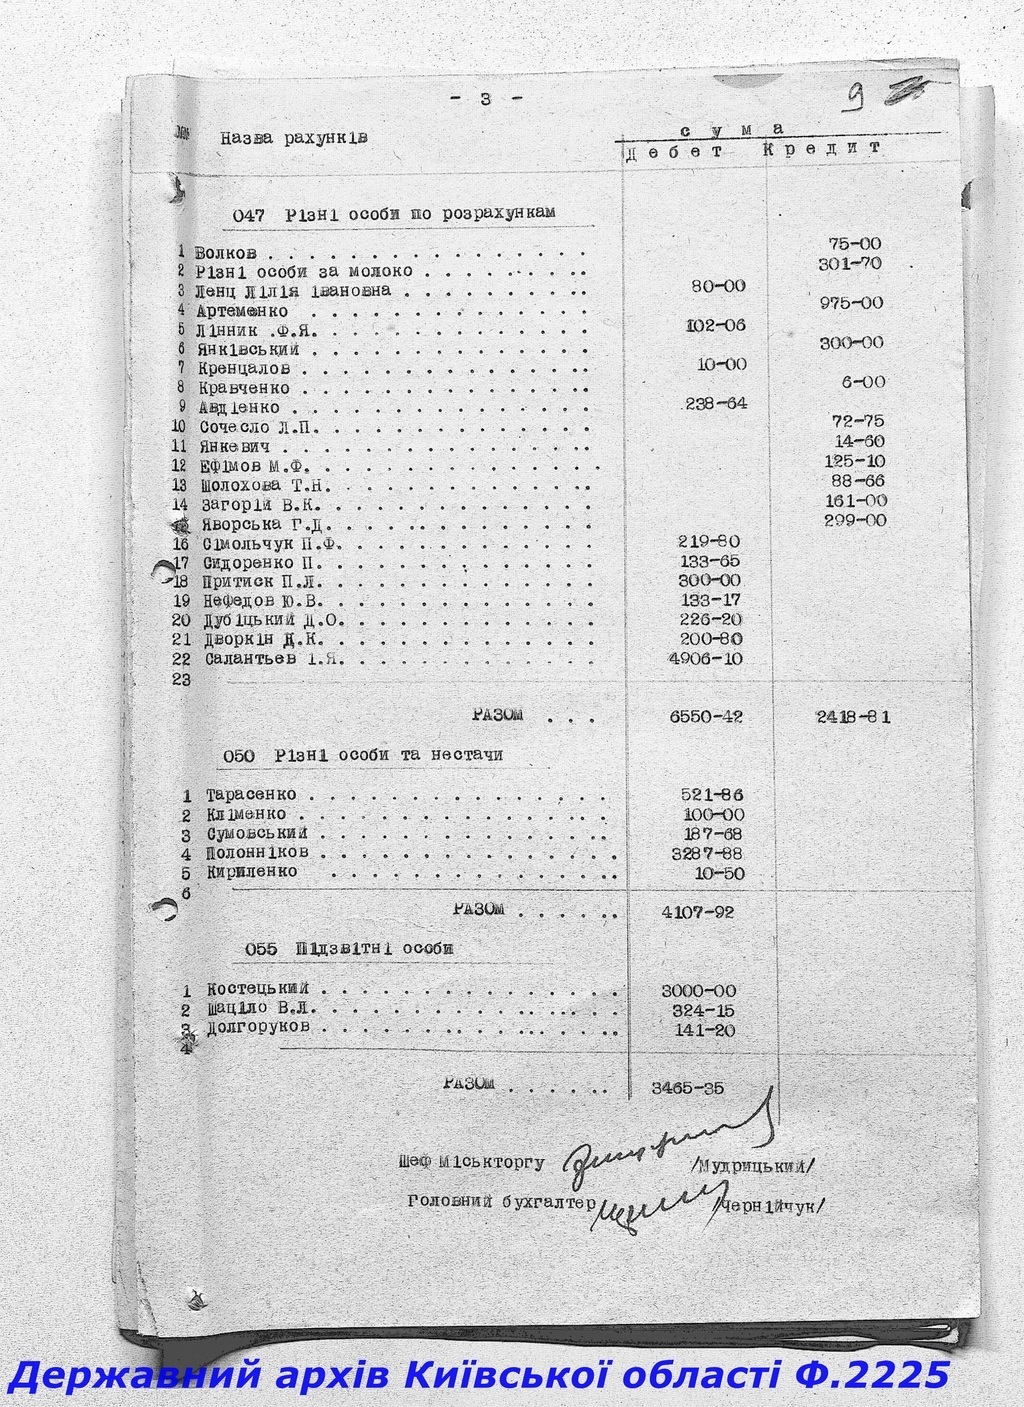 - 3 -
9
№№ Назва рахунків
сума
Дебет Кредит
047 Різні особи по розрахункам
1 Волков . . . . . . . . . . . . . . . . . 75-00
2 Різні особи за молоко . . . . . . . . . 301-70
3 Ленц Лілія Івановна . . . . . . . . . . 80-00
4 Артеменко . . . . . . . . . . . . . . . 975-00
5 Лінник .Ф.Я. . . . . . . . . . . . . . . 102-06
6 Янківський . . . . . . . . . . . . . . . 300-00
7 Кренцалов . . . . . . . . . . . . . . . 10-00
8 Кравченко . . . . . . . . . . . . . . . 6-00
9 Авдієнко . . . . . . . . . . . . . . . . 238-64
10 Сочесло Л.П. . . . . . . . . . . . . . . 72-75
11 Янкевич . . . . . . . . . . . . . . . . 14-60
12 Ефімов М.Ф. . . . . . . . . . . . . . . 125-10
13 Шолохова Т.Н. . . . . . . . . . . . . . 88-66
14 Загорій В.К. . . . . . . . . . . . . . . 161-00
Яворська Г.Д. . . . . . . . . . . . . . 299-00
16 Сімольчук П.Ф. . . . . . . . . . . . . . 219-80
17 Сидоренко П. . . . . . . . . . . . . . . 133-65
18 Притиск П.Л. . . . . . . . . . . . . . . 300-00
19 Нефедов Ю.В. . . . . . . . . . . . . . . 133-17
20 Дубіцький Д.О. . . . . . . . . . . . . . 226-20
21 Дворкін Д.К. . . . . . . . . . . . . . . 200-80
22 Салантьев І.Я. . . . . . . . . . . . . . 4906-10
23
РАЗОМ . . . 6550-42 2418-81
050 Різні особи та нестачи
1 Тарасенко . . . . . . . . . . . . . . . . 521-86
2 Кліменко . . . . . . . . . . . . . . . . 100-00
3 Сумовський . . . . . . . . . . . . . . . 187-68
4 Полонніков . . . . . . . . . . . . . . . 3287-88
5 Кириленко . . . . . . . . . . . . . . . 10-50
6
РАЗОМ . . . . . . 4107-92
055 Підзвітні особи
1 Костецький . . . . . . . . . . . . . . . 3000-00
2 Шаціло В.Л. . . . . . . . . . . . . . . . 324-15
3 Долгоруков . . . . . . . . . . . . . . . 141-20
4
РАЗОМ . . . . . . 3465-35
Шеф міськторгу /Мудрицький/
Головний бухгалтер /Чернійчук/
Державний архів Київської області Ф.2225